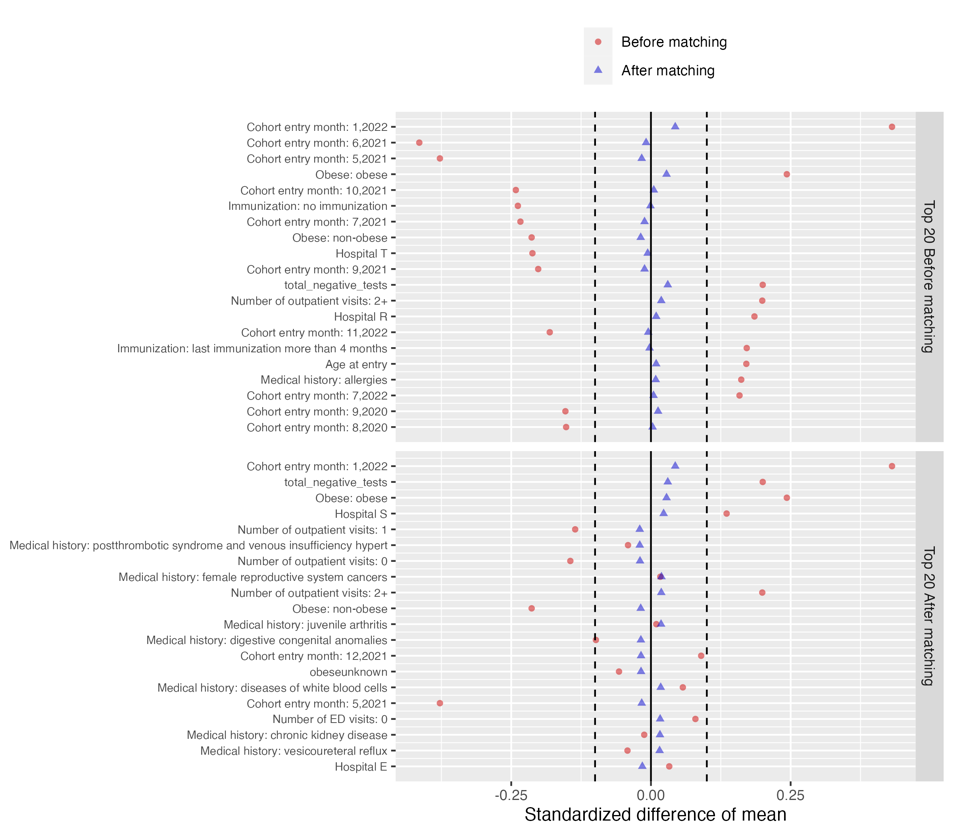 Before matching
After matching
Cohort entry month: 1,2022
Cohort entry month: 6,2021
Cohort entry month: 5,2021
Obese: obese
Cohort entry month: 10,2021
Immunization: no immunization
Cohort entry month: 7,2021
Obese: non-obese
Hospital T
Cohort entry month: 9,2021
total_negative_tests
Number of outpatient visits: 2+
Hospital R
Cohort entry month: 11,2022
Immunization: last immunization more than 4 months
Age at entry
Medical history: allergies
Cohort entry month: 7,2022
Cohort entry month: 9,2020
Cohort entry month: 8,2020
Top 20 Before matching
Cohort entry month: 1,2022
total_negative_tests
Obese: obese
Hospital S
Number of outpatient visits: 1
Medical history: postthrombotic syndrome and venous insufficiency hypert
Number of outpatient visits: 0
Medical history: female reproductive system cancers
Number of outpatient visits: 2+
Obese: non-obese
Medical history: juvenile arthritis
Medical history: digestive congenital anomalies
Cohort entry month: 12,2021
obeseunknown
Medical history: diseases of white blood cells
Cohort entry month: 5,2021
Number of ED visits: 0
Medical history: chronic kidney disease
Medical history: vesicoureteral reflux
Hospital E
Top 20 After matching
-0.25 0.00 0.25
Standardized difference of mean